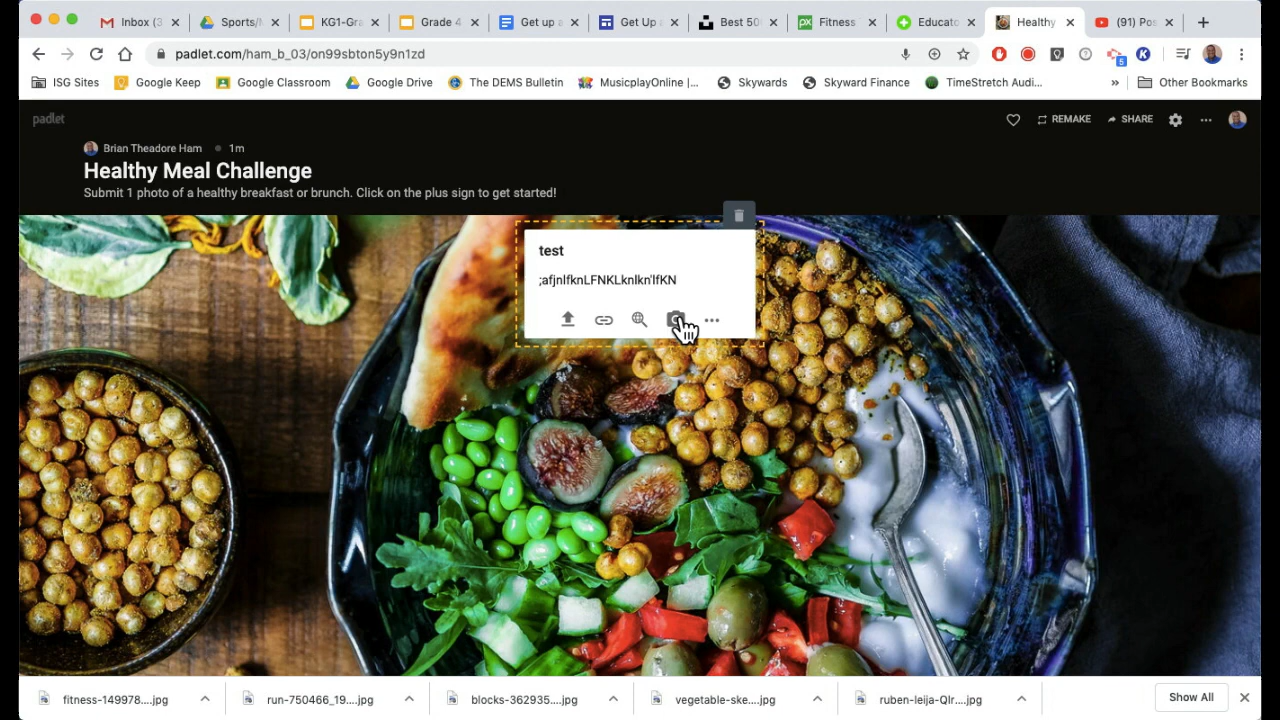 Inbox (3
Sports/
KG1-Gra
Grade 4
Get up a
Get Up a
Best 50
Fitness
Educato
Healthy
(91) Pos
padlet.com/ham_b_03/on99sbton5y9n1zd
5
ISG Sites
Google Keep
Google Classroom
Google Drive
The DEMS Bulletin
MusicplayOnline |...
Skywards
Skyward Finance
TimeStretch Audi...
»
Other Bookmarks
padlet
REMAKE
SHARE
Brian Theadore Ham 1m
Healthy Meal Challenge
Submit 1 photo of a healthy breakfast or brunch. Click on the plus sign to get started!
test
;afjnlfknLFNKLknlkn'lfKN
fitness-149978....jpg
run-750466_19....jpg
blocks-362935....jpg
vegetable-ske....jpg
ruben-leija-Qlr....jpg
Show All